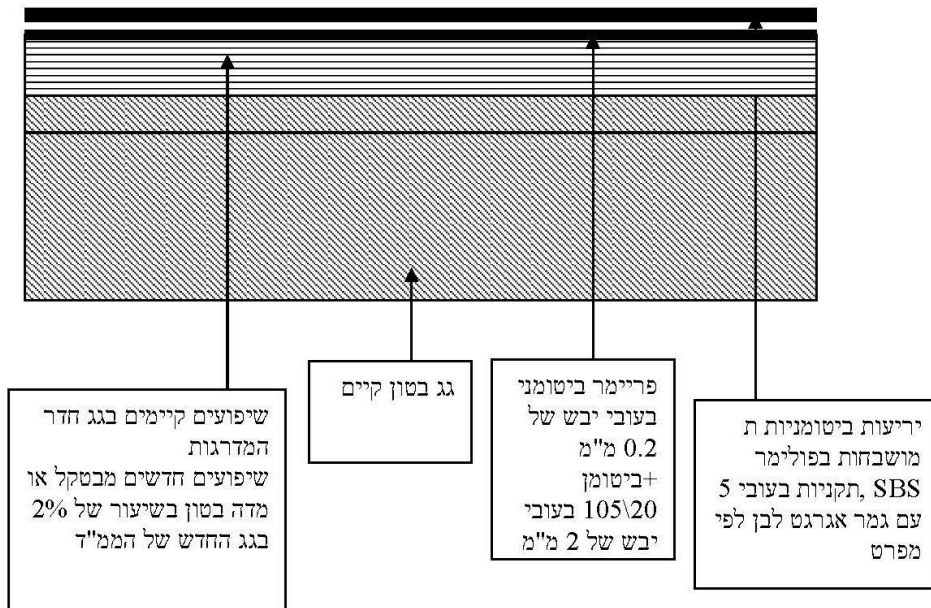 יריעות ביטומניות ת
מושבחות בפולימר
SBS ,תקניות בעובי 5
עם גמר אגרגט לבן לפי
מפרט
פריימר ביטומני
בעובי יבש של
0.2 מ"מ
+ביטומן
105\20 בעובי
יבש של 2 מ"מ
גג בטון קיים
שיפועים קיימים בגג חדר
המדרגות
שיפועים חדשים מבטקל או
מדה בטון בשיעור של 2%
בגג החדש של הממ"ד